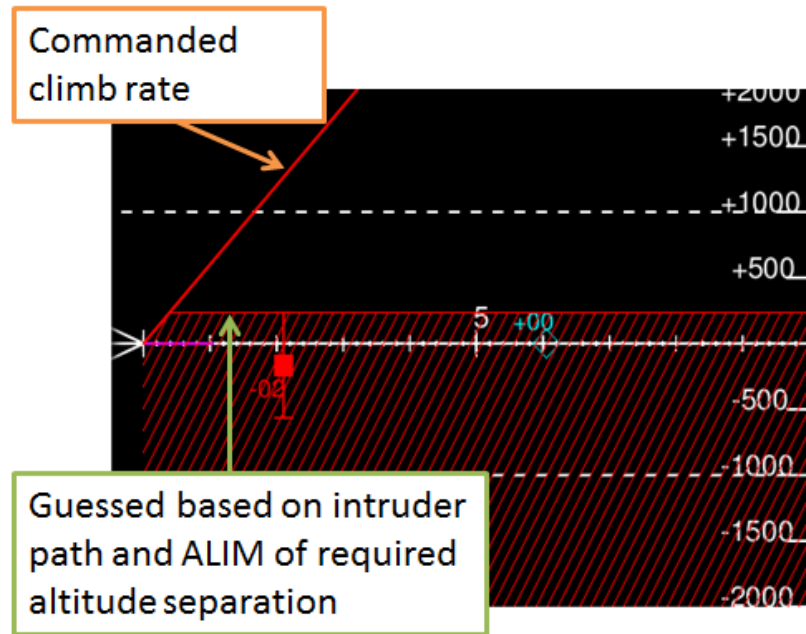 Commanded
climb rate
+2000
+1500
+1000
+500
5
+00
-02
-500
-1000
-1500
-2000
Guessed based on intruder
path and ALIM of required
altitude separation